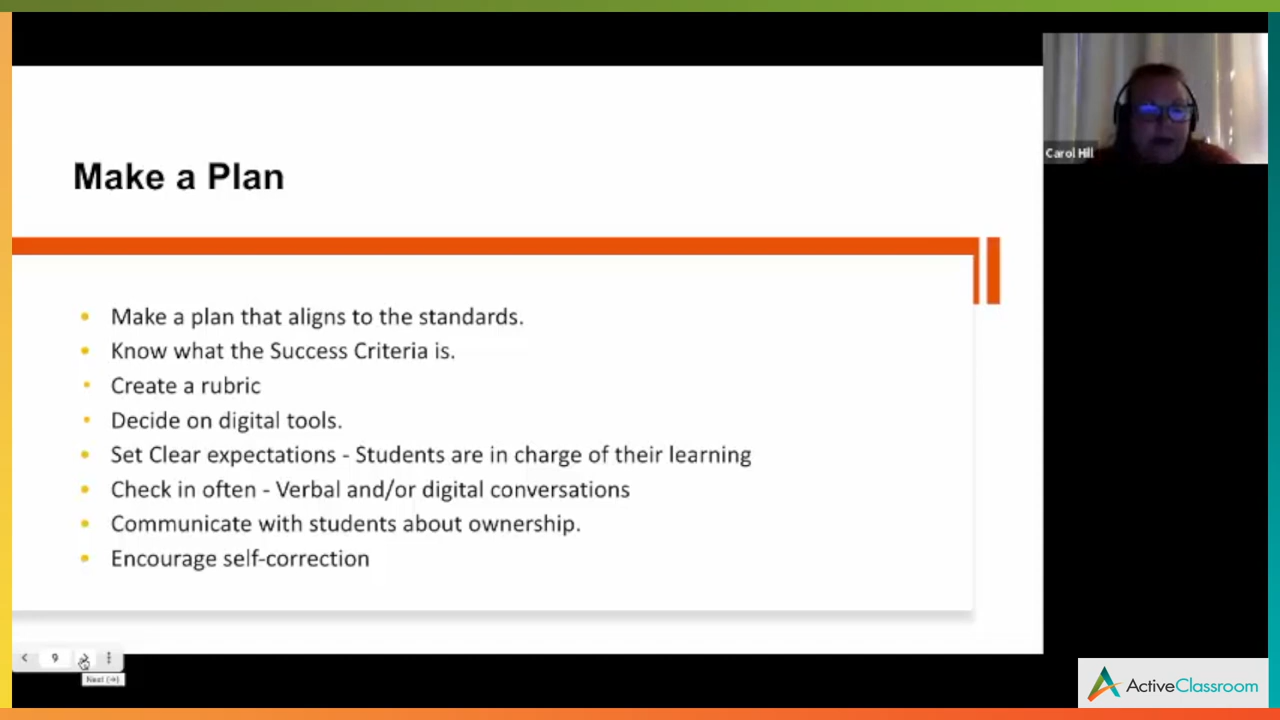 Carol Hill
Make a Plan
• Make a plan that aligns to the standards.
• Know what the Success Criteria is.
• Create a rubric
• Decide on digital tools.
• Set Clear expectations - Students are in charge of their learning
• Check in often - Verbal and/or digital conversations
• Communicate with students about ownership.
• Encourage self-correction
9
Next (→)
ActiveClassroom